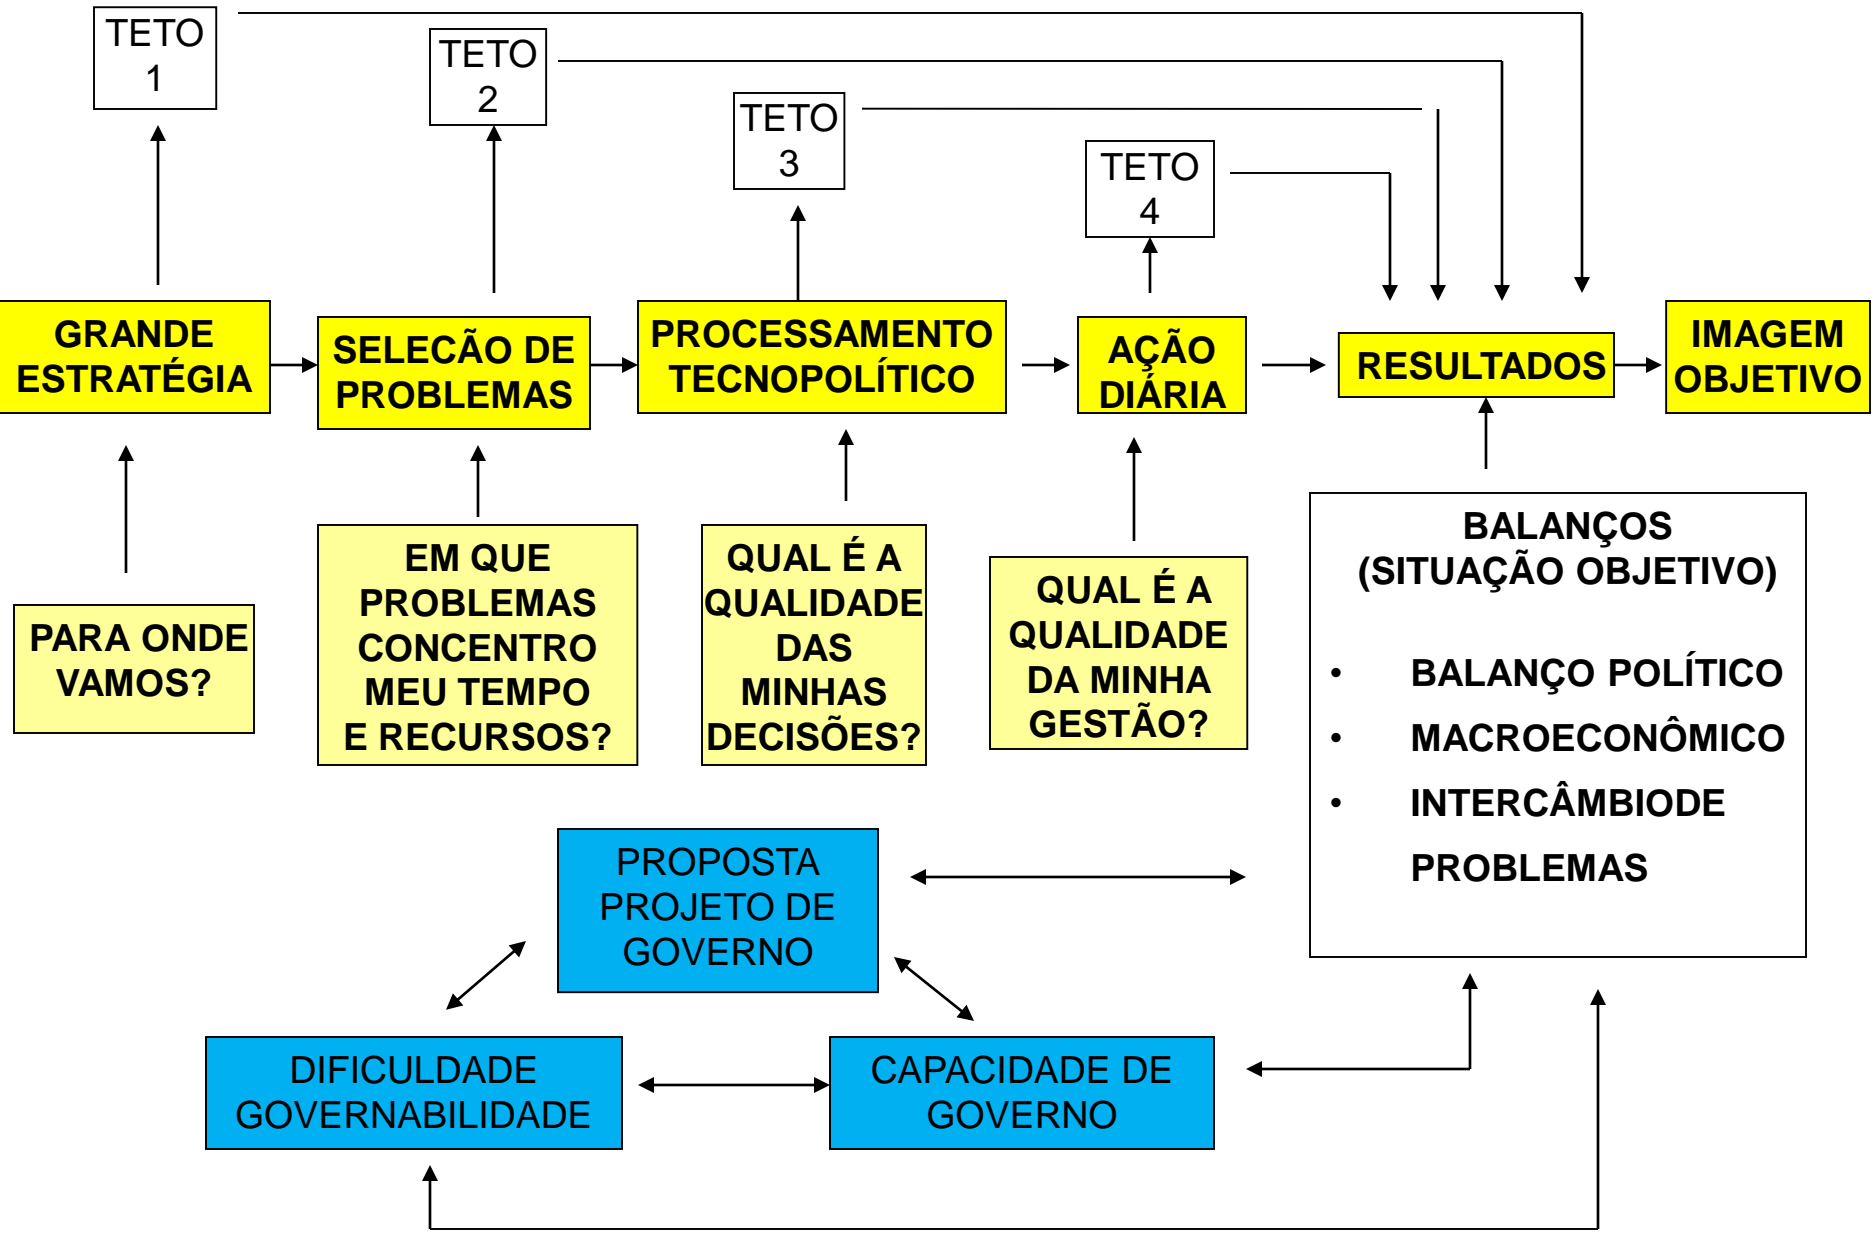 TETO
1
TETO
2
TETO
3
TETO
4
GRANDE
ESTRATÉGIA
SELECÃO DE
PROBLEMAS
PROCESSAMENTO
TECNOPOLÍTICO
AÇÃO
DIÁRIA
RESULTADOS
IMAGEM
OBJETIVO
PARA ONDE
VAMOS?
EM QUE
PROBLEMAS
CONCENTRO
MEU TEMPO
E RECURSOS?
QUAL É A
QUALIDADE
DAS
MINHAS
DECISÕES?
QUAL É A
QUALIDADE
DA MINHA
GESTÃO?
BALANÇOS
(SITUAÇÃO OBJETIVO)
• BALANÇO POLÍTICO
• MACROECONÔMICO
• INTERCÂMBIODE
PROBLEMAS
PROPOSTA
PROJETO DE
GOVERNO
DIFICULDADE
GOVERNABILIDADE
CAPACIDADE DE
GOVERNO